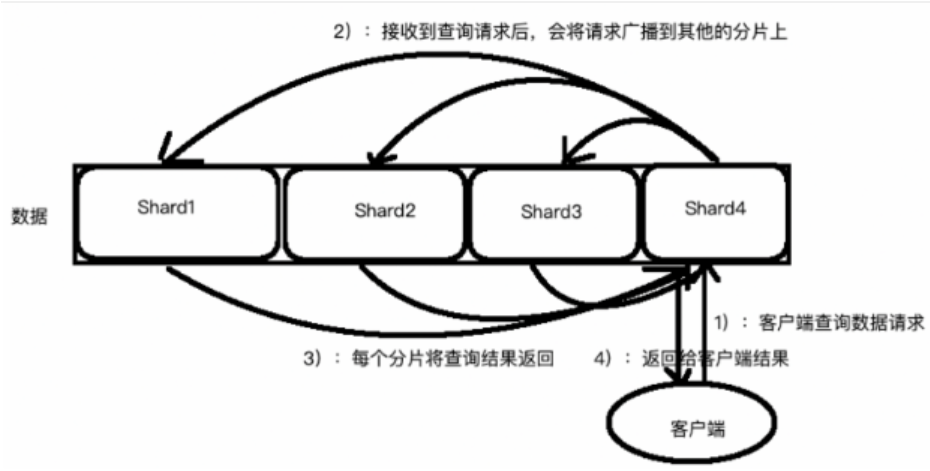 2）：接收到查询请求后，会将请求广播到其他的分片上
数据
Shard1
Shard2
Shard3
Shard4
1）：客户端查询数据请求
3）：每个分片将查询结果返回
4）：返回给客户端结果
客户端